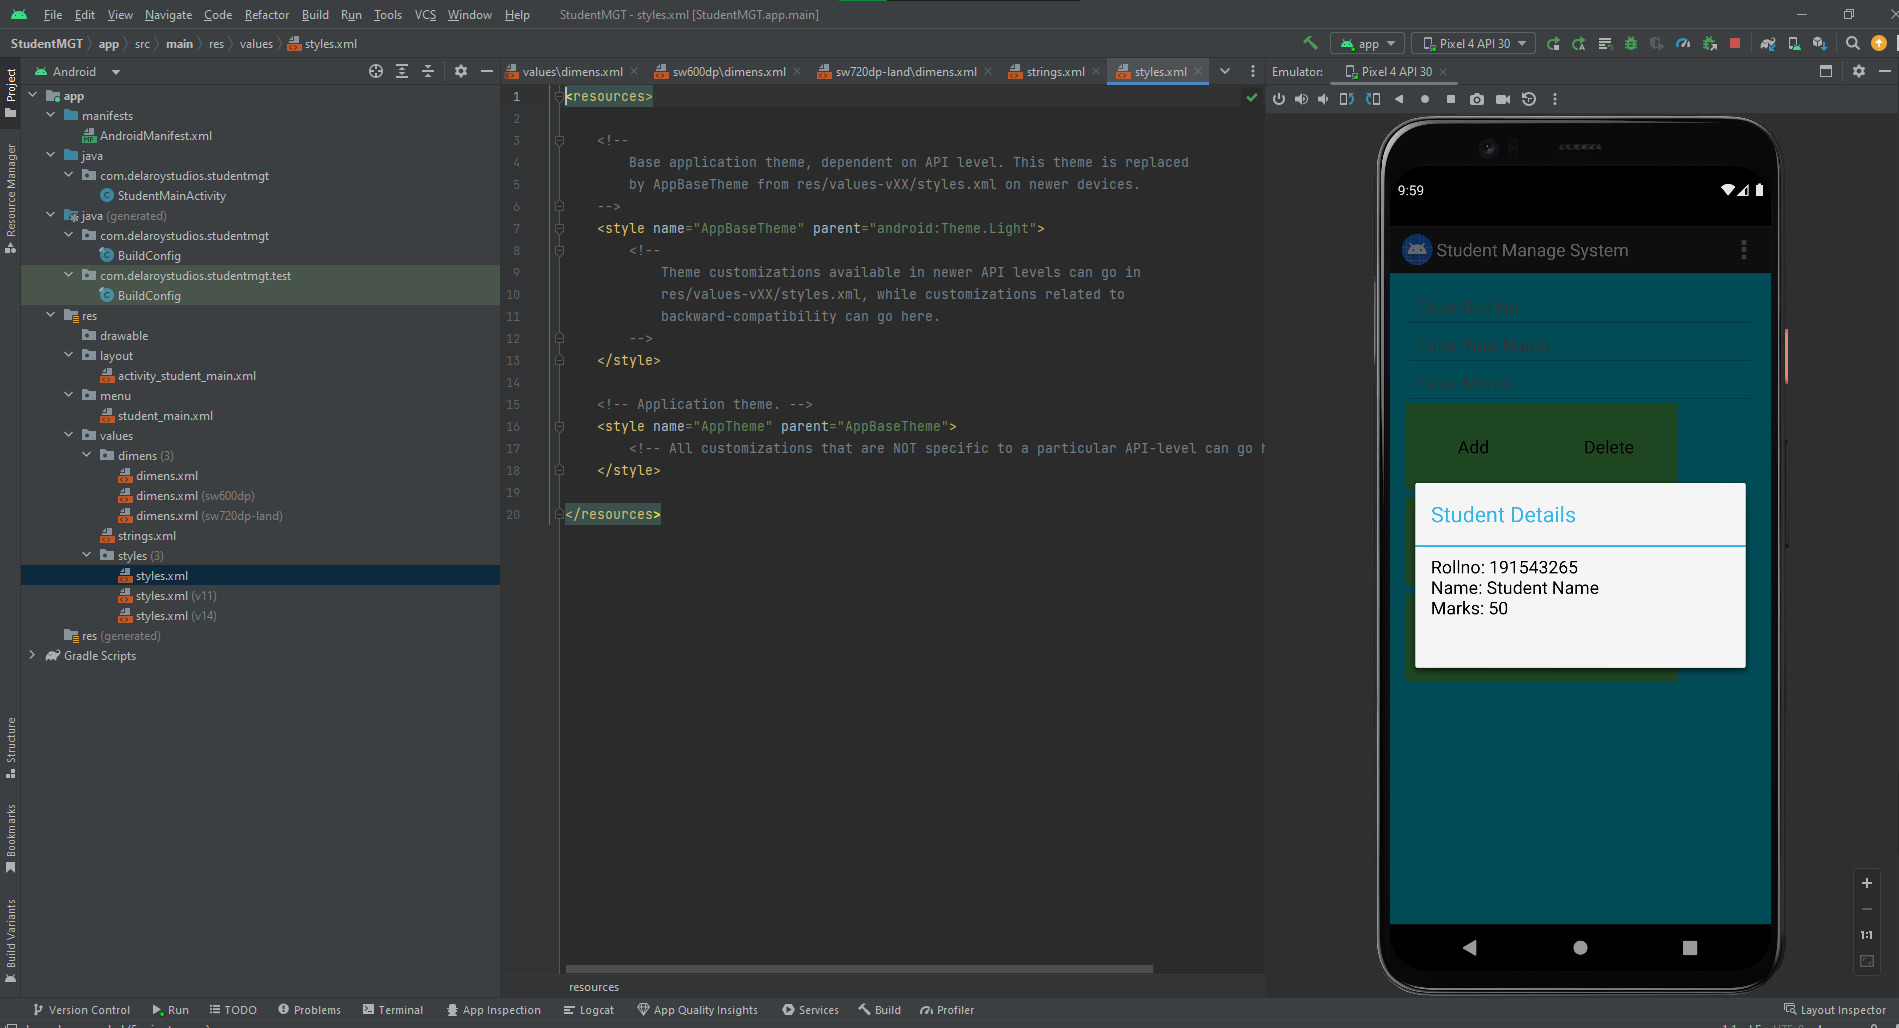 File Edit View Navigate Code Refactor Build Run Tools VCS Window Help StudentMGT - styles.xml [StudentMGT.app.main]
StudentMGT app src main res values styles.xml
app Pixel 4 API 30
Project
Resource Manager
Structure
Bookmarks
Build Variants
Android
app
manifests
AndroidManifest.xml
java
com.delaroystudios.studentmgt
StudentMainActivity
java (generated)
com.delaroystudios.studentmgt
BuildConfig
com.delaroystudios.studentmgt.test
BuildConfig
res
drawable
layout
activity_student_main.xml
menu
student_main.xml
values
dimens (3)
dimens.xml
dimens.xml (sw600dp)
dimens.xml (sw720dp-land)
strings.xml
styles (3)
styles.xml
styles.xml (v11)
styles.xml (v14)
res (generated)
Gradle Scripts
values\dimens.xml sw600dp\dimens.xml sw720dp-land\dimens.xml strings.xml styles.xml
1 <resources>
2
3 <!--
4 Base application theme, dependent on API level. This theme is replaced
5 by AppBaseTheme from res/values-vXX/styles.xml on newer devices.
6 -->
7 <style name="AppBaseTheme" parent="android:Theme.Light">
8 <!--
9 Theme customizations available in newer API levels can go in
10 res/values-vXX/styles.xml, while customizations related to
11 backward-compatibility can go here.
12 -->
13 </style>
14
15 <!-- Application theme. -->
16 <style name="AppTheme" parent="AppBaseTheme">
17 <!-- All customizations that are NOT specific to a particular API-level can go h
18 </style>
19
20 </resources>
resources
Emulator: Pixel 4 API 30
9:59
Student Manage System
Enter Your Name
Add Delete
Student Details
Rollno: 191543265
Name: Student Name
Marks: 50
1:1
Version Control Run TODO Problems Terminal App Inspection Logcat App Quality Insights Services Build Profiler Layout Inspector